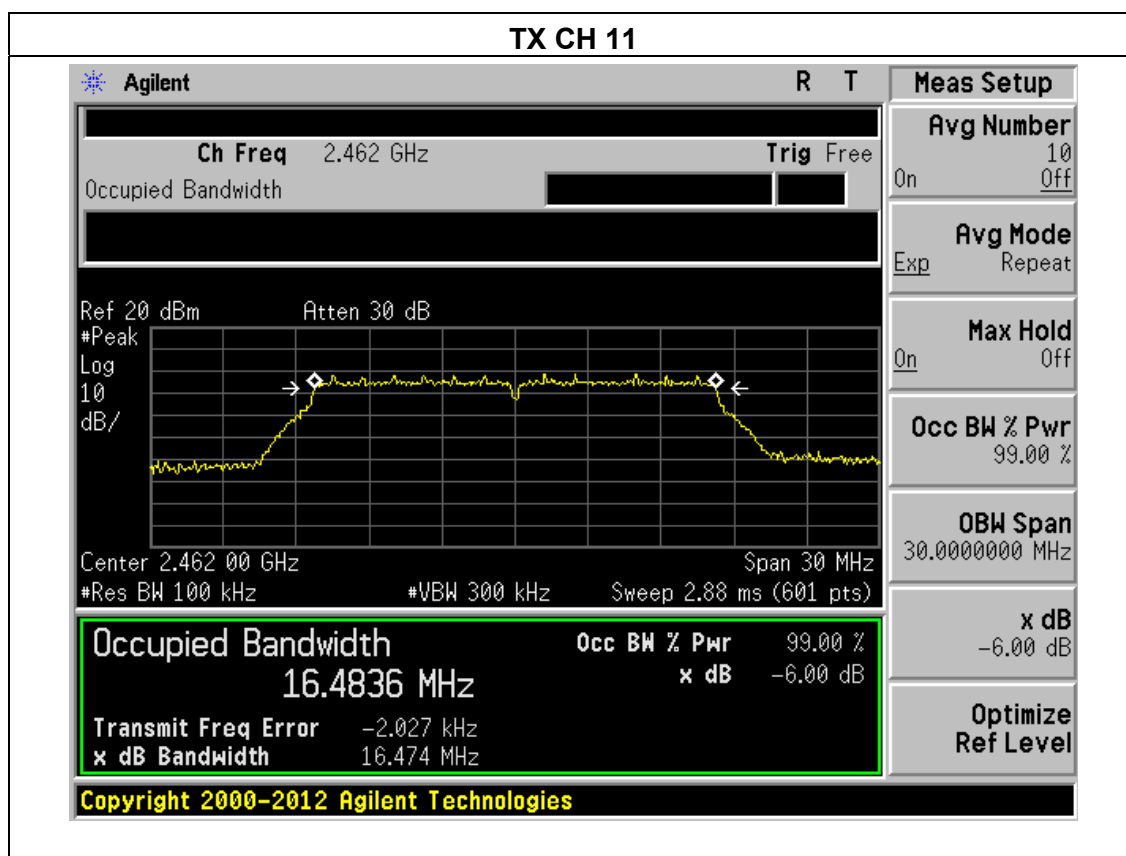 TX CH 11
Agilent R T
Ch Freq 2.462 GHz Trig Free
Occupied Bandwidth
Ref 20 dBm Atten 30 dB
#Peak
Log
10
dB/
Center 2.462 00 GHz Span 30 MHz
#Res BW 100 kHz #VBW 300 kHz Sweep 2.88 ms (601 pts)
Occupied Bandwidth Occ BW % Pwr 99.00 %
16.4836 MHz x dB -6.00 dB
Transmit Freq Error -2.027 kHz
x dB Bandwidth 16.474 MHz
Copyright 2000-2012 Agilent Technologies
Meas Setup
Avg Number
10
On Off
Avg Mode
Exp Repeat
Max Hold
On Off
Occ BW % Pwr
99.00 %
OBW Span
30.0000000 MHz
x dB
-6.00 dB
Optimize
Ref Level